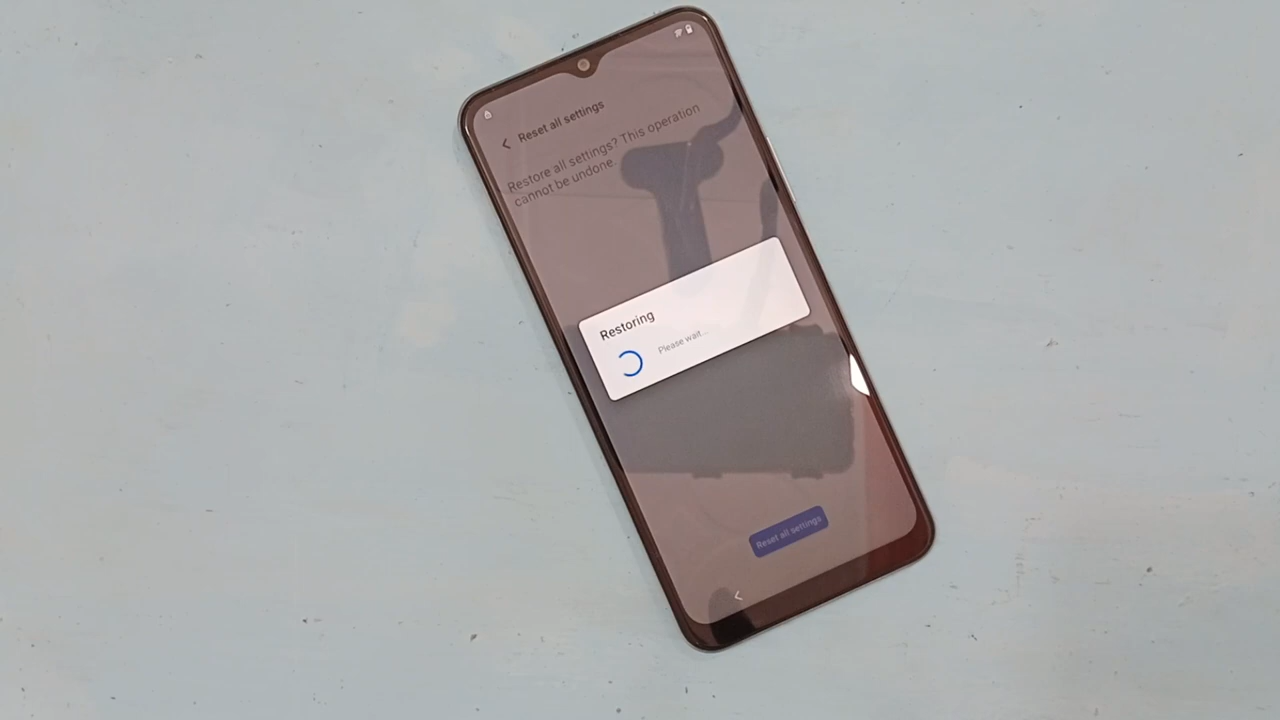 Reset all settings
Restore all settings? This operation
cannot be undone.
Restoring
Please wait...
Reset all settings